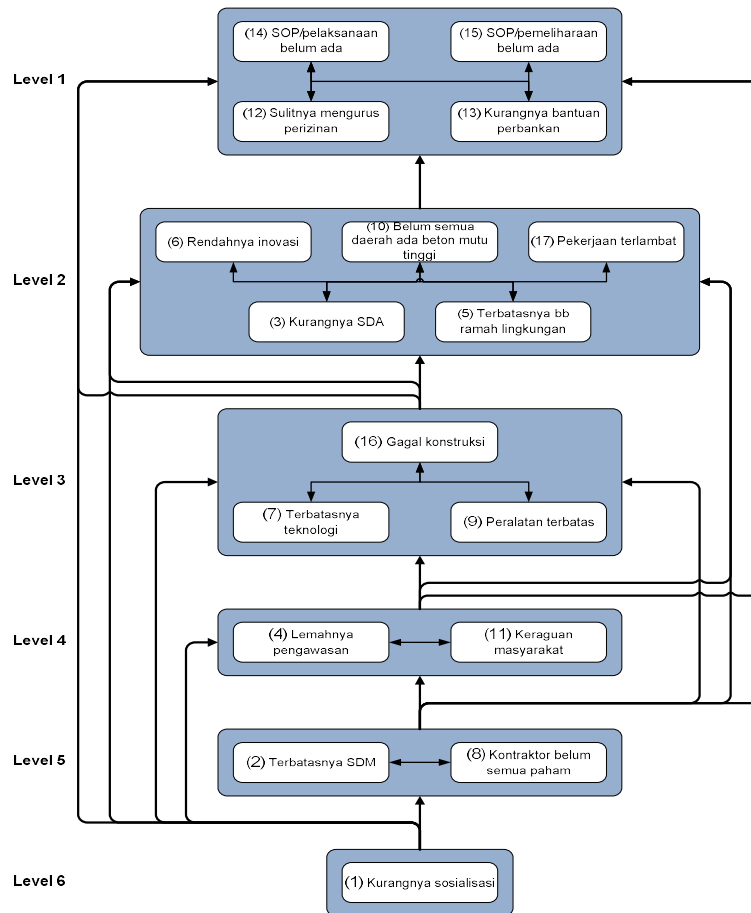 Level 1
(14) SOP/pelaksanaan
belum ada
(15) SOP/pemeliharaan
belum ada
(12) Sulitnya mengurus
perizinan
(13) Kurangnya bantuan
perbankan
Level 2
(6) Rendahnya inovasi
(10) Belum semua
daerah ada beton mutu
tinggi
(17) Pekerjaan terlambat
(3) Kurangnya SDA
(5) Terbatasnya bb
ramah lingkungan
Level 3
(16) Gagal konstruksi
(7) Terbatasnya
teknologi
(9) Peralatan terbatas
Level 4
(4) Lemahnya
pengawasan
(11) Keraguan
masyarakat
Level 5
(2) Terbatasnya SDM
(8) Kontraktor belum
semua paham
Level 6
(1) Kurangnya sosialisasi